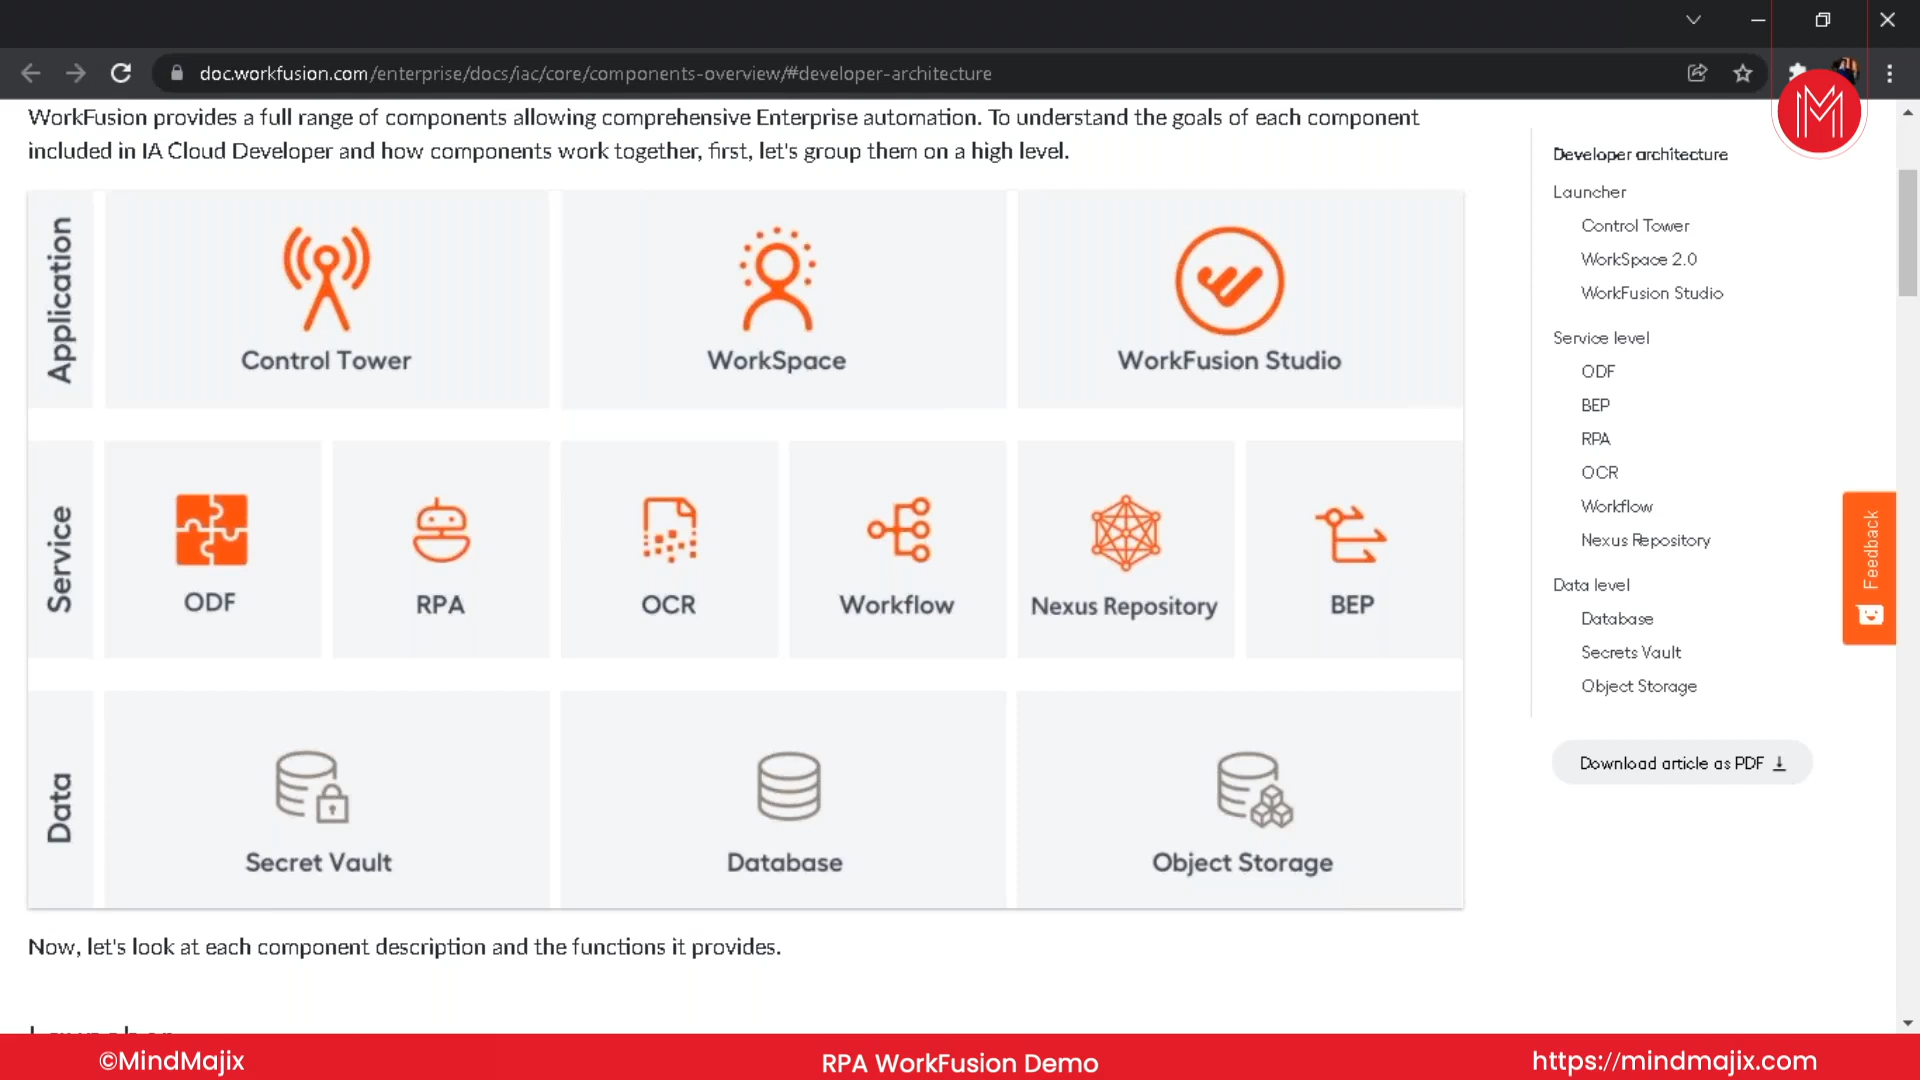 doc.workfusion.com/enterprise/docs/iac/core/components-overview/#developer-architecture
WorkFusion provides a full range of components allowing comprehensive Enterprise automation. To understand the goals of each component
included in IA Cloud Developer and how components work together, first, let's group them on a high level.
Application
Control Tower
WorkSpace
WorkFusion Studio
Service
ODF
RPA
OCR
Workflow
Nexus Repository
BEP
Data
Secret Vault
Database
Object Storage
Now, let's look at each component description and the functions it provides.
Developer architecture
Launcher
Control Tower
WorkSpace 2.0
WorkFusion Studio
Service level
ODF
BEP
RPA
OCR
Workflow
Nexus Repository
Data level
Database
Secrets Vault
Object Storage
Download article as PDF
Feedback
©MindMajix
RPA WorkFusion Demo
https://mindmajix.com